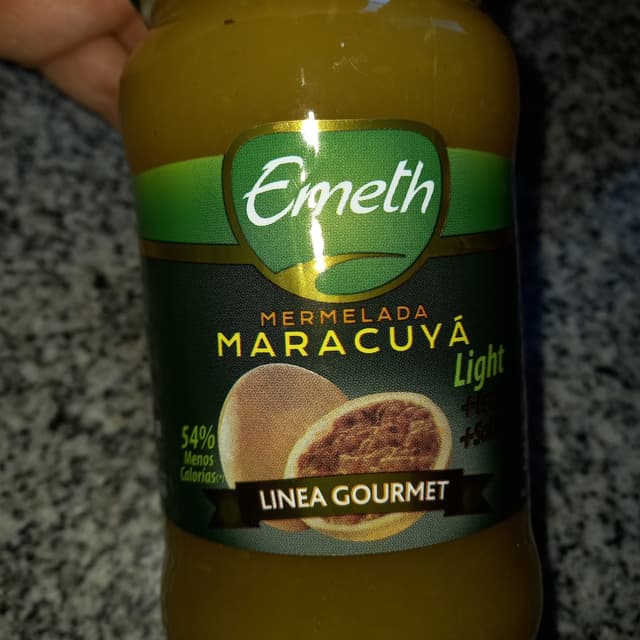 Emeth
MERMELADA
MARACUYÁ
Light
54%
Menos
Calorías
LINEA GOURMET